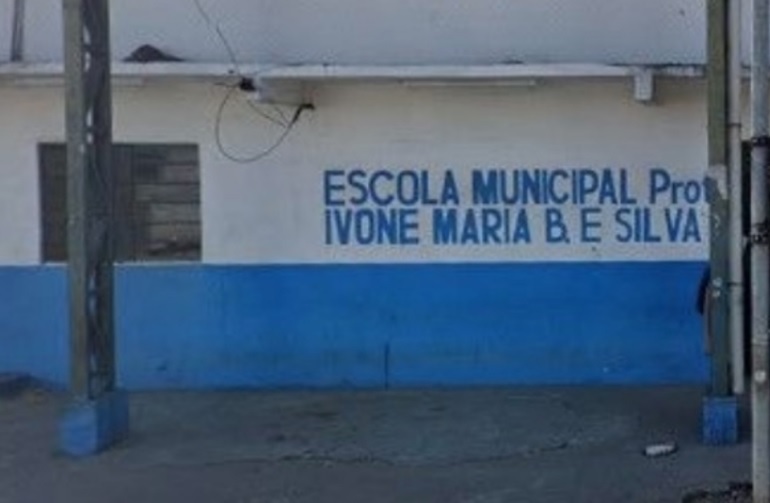 ESCOLA MUNICIPAL Prof
IVONE MARIA B. E SILVA